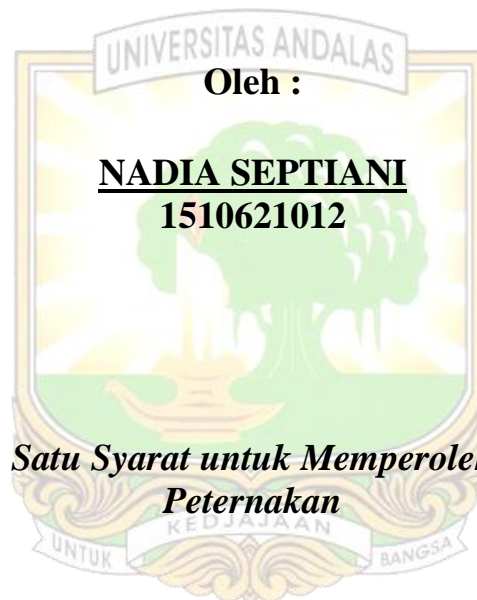 UNIVERSITAS ANDALAS
Oleh :
NADIA SEPTIANI
1510621012
Satu Syarat untuk Memperoleh
Peternakan
KEDJAJAAN
UNTUK BANGSA